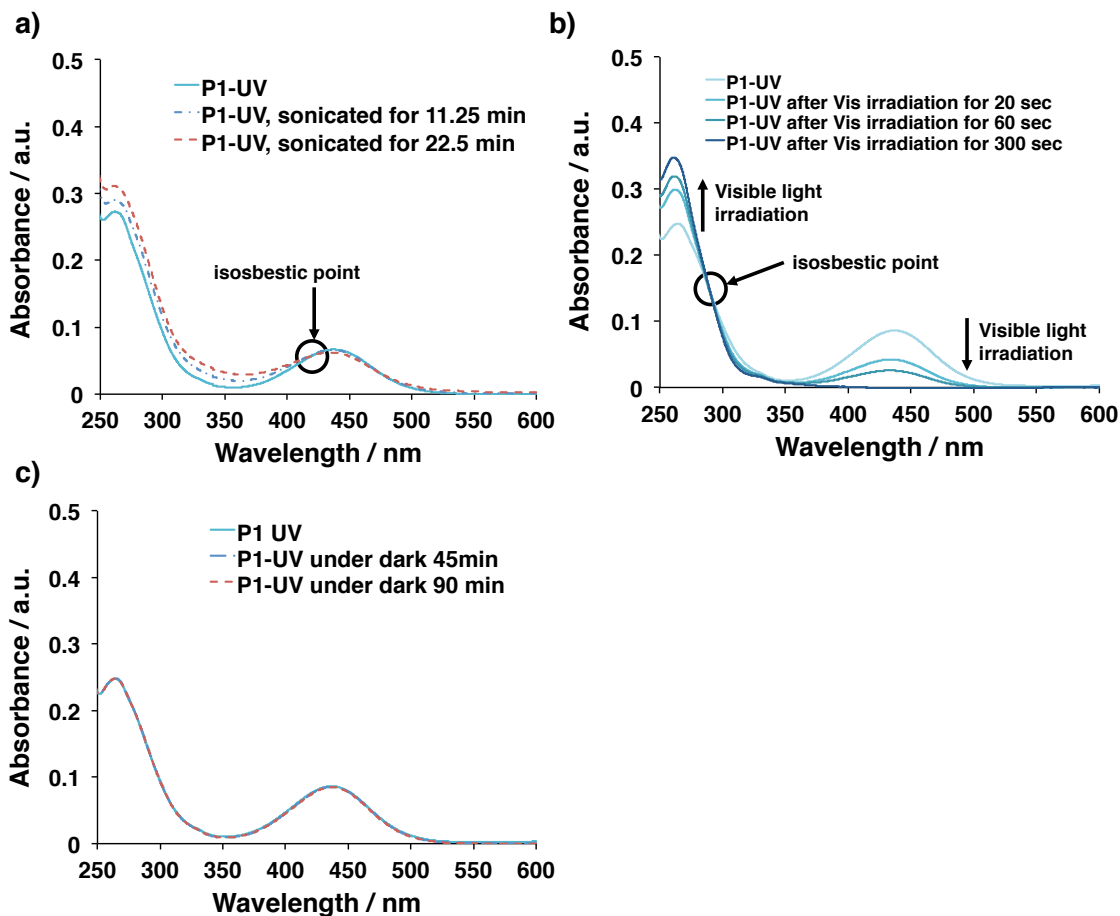 a)
0.5
0.4
0.3
0.2
0.1
0
Absorbance / a.u.
P1-UV
P1-UV, sonicated for 11.25 min
P1-UV, sonicated for 22.5 min
isosbestic point
250 300 350 400 450 500 550 600
Wavelength / nm
b)
0.5
0.4
0.3
0.2
0.1
0
Absorbance / a.u.
P1-UV
P1-UV after Vis irradiation for 20 sec
P1-UV after Vis irradiation for 60 sec
P1-UV after Vis irradiation for 300 sec
Visible light
irradiation
isosbestic point
Visible light
irradiation
250 300 350 400 450 500 550 600
Wavelength / nm
c)
0.5
0.4
0.3
0.2
0.1
0
Absorbance / a.u.
P1 UV
P1-UV under dark 45min
P1-UV under dark 90 min
250 300 350 400 450 500 550 600
Wavelength / nm